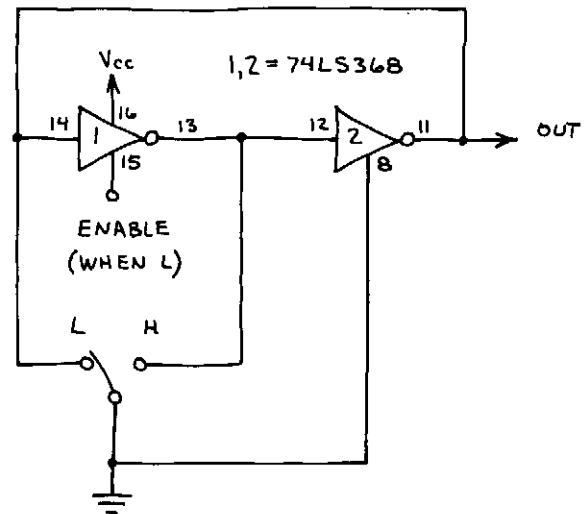 Vcc
1,2 = 74LS368
16
14
1
13
12
2
11
OUT
15
8
ENABLE
(WHEN L)
L
H